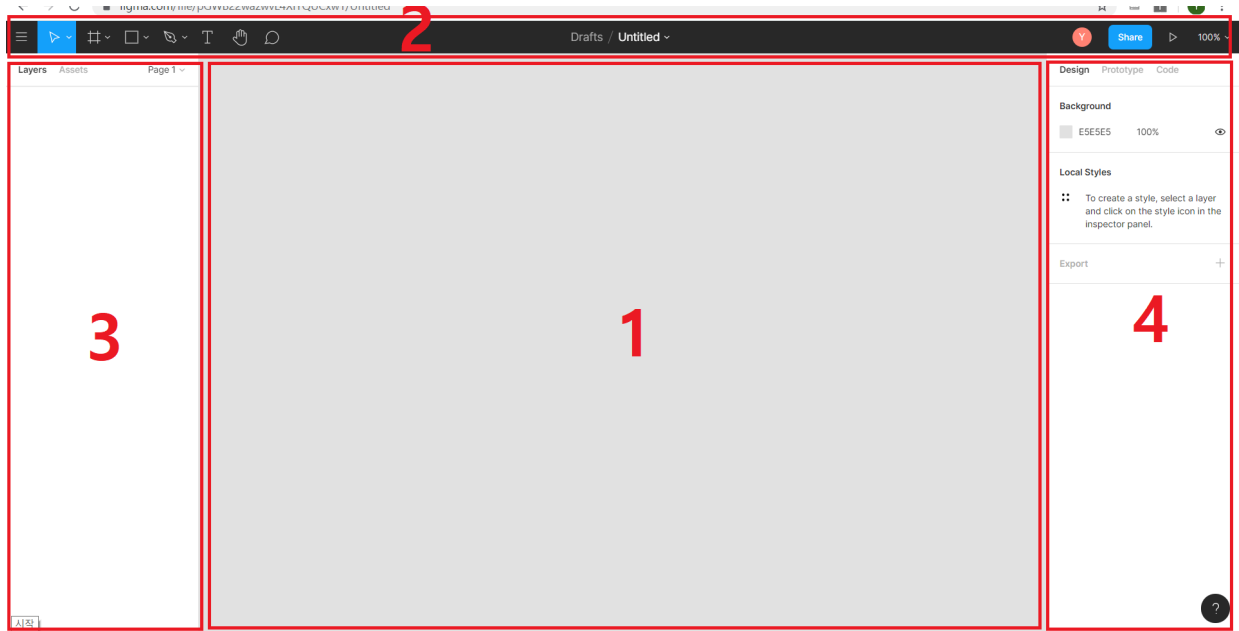 2
Drafts / Untitled
Y
Share
100%
Layers Assets Page 1
Design Prototype Code
Background
E5E5E5 100%
Local Styles
To create a style, select a layer
and click on the style icon in the
inspector panel.
Export
3
1
4
?
시작